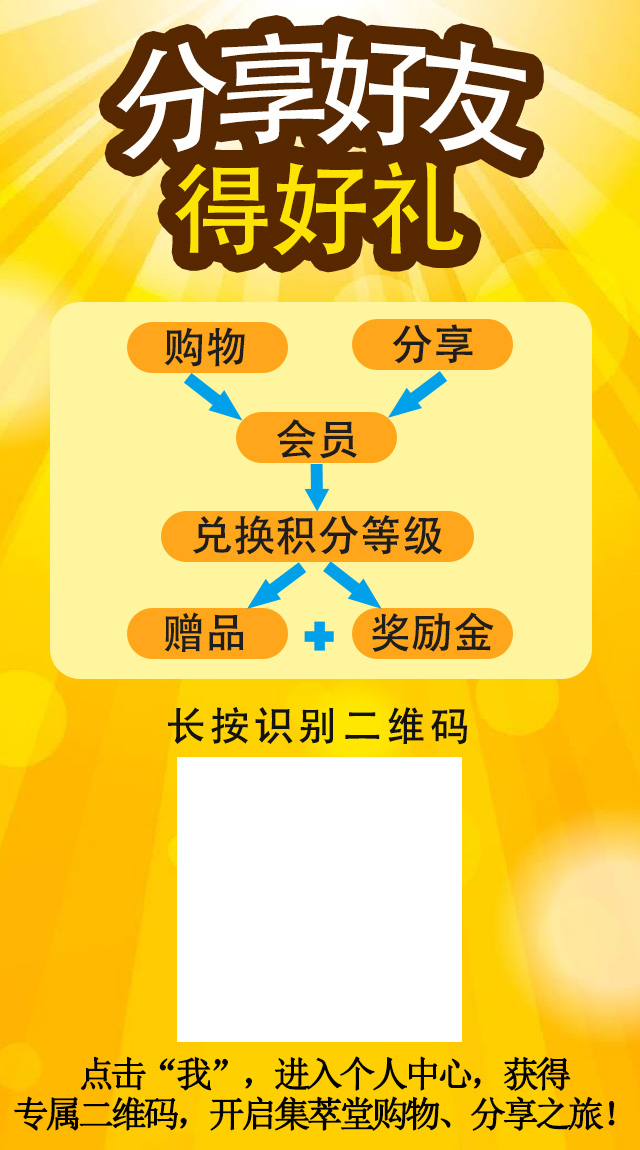 分享好友
得好礼
购物 分享
会员
兑换积分等级
赠品 + 奖励金
长按识别二维码
点击“我”，进入个人中心，获得
专属二维码，开启集萃堂购物、分享之旅！